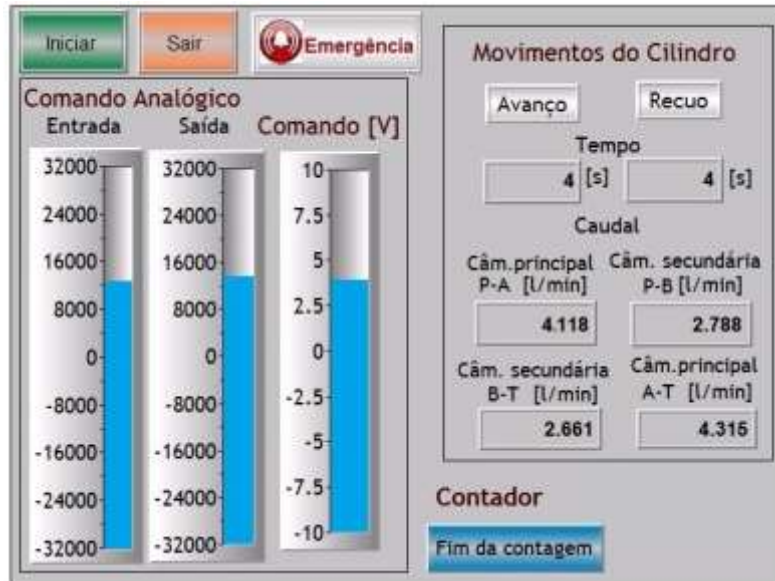 Iniciar
Sair
Emergência
Comando Analógico
Entrada
Saída
Comando [V]
32000
24000
16000
8000
0
-8000
-16000
-24000
-32000
32000
24000
16000
8000
0
-8000
-16000
-24000
-32000
10
7.5
5
2.5
0
-2.5
-5
-7.5
-10
Movimentos do Cilindro
Avanço
Recuo
Tempo
4 [s]
4 [s]
Caudal
Câm.principal
P-A [l/min]
4.118
Câm. secundária
P-B [l/min]
2.788
Câm. secundária
B-T [l/min]
2.661
Câm.principal
A-T [l/min]
4.315
Contador
Fim da contagem